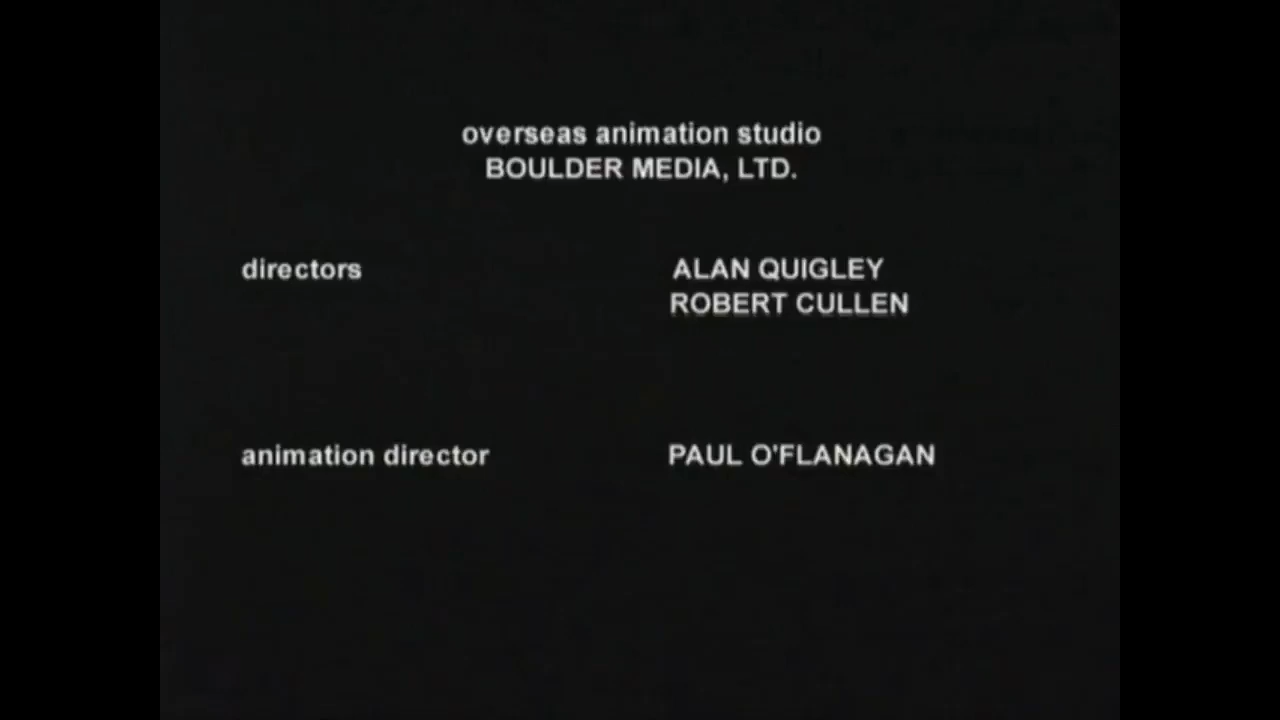 overseas animation studio
BOULDER MEDIA, LTD.
directors ALAN QUIGLEY
ROBERT CULLEN
animation director PAUL O'FLANAGAN